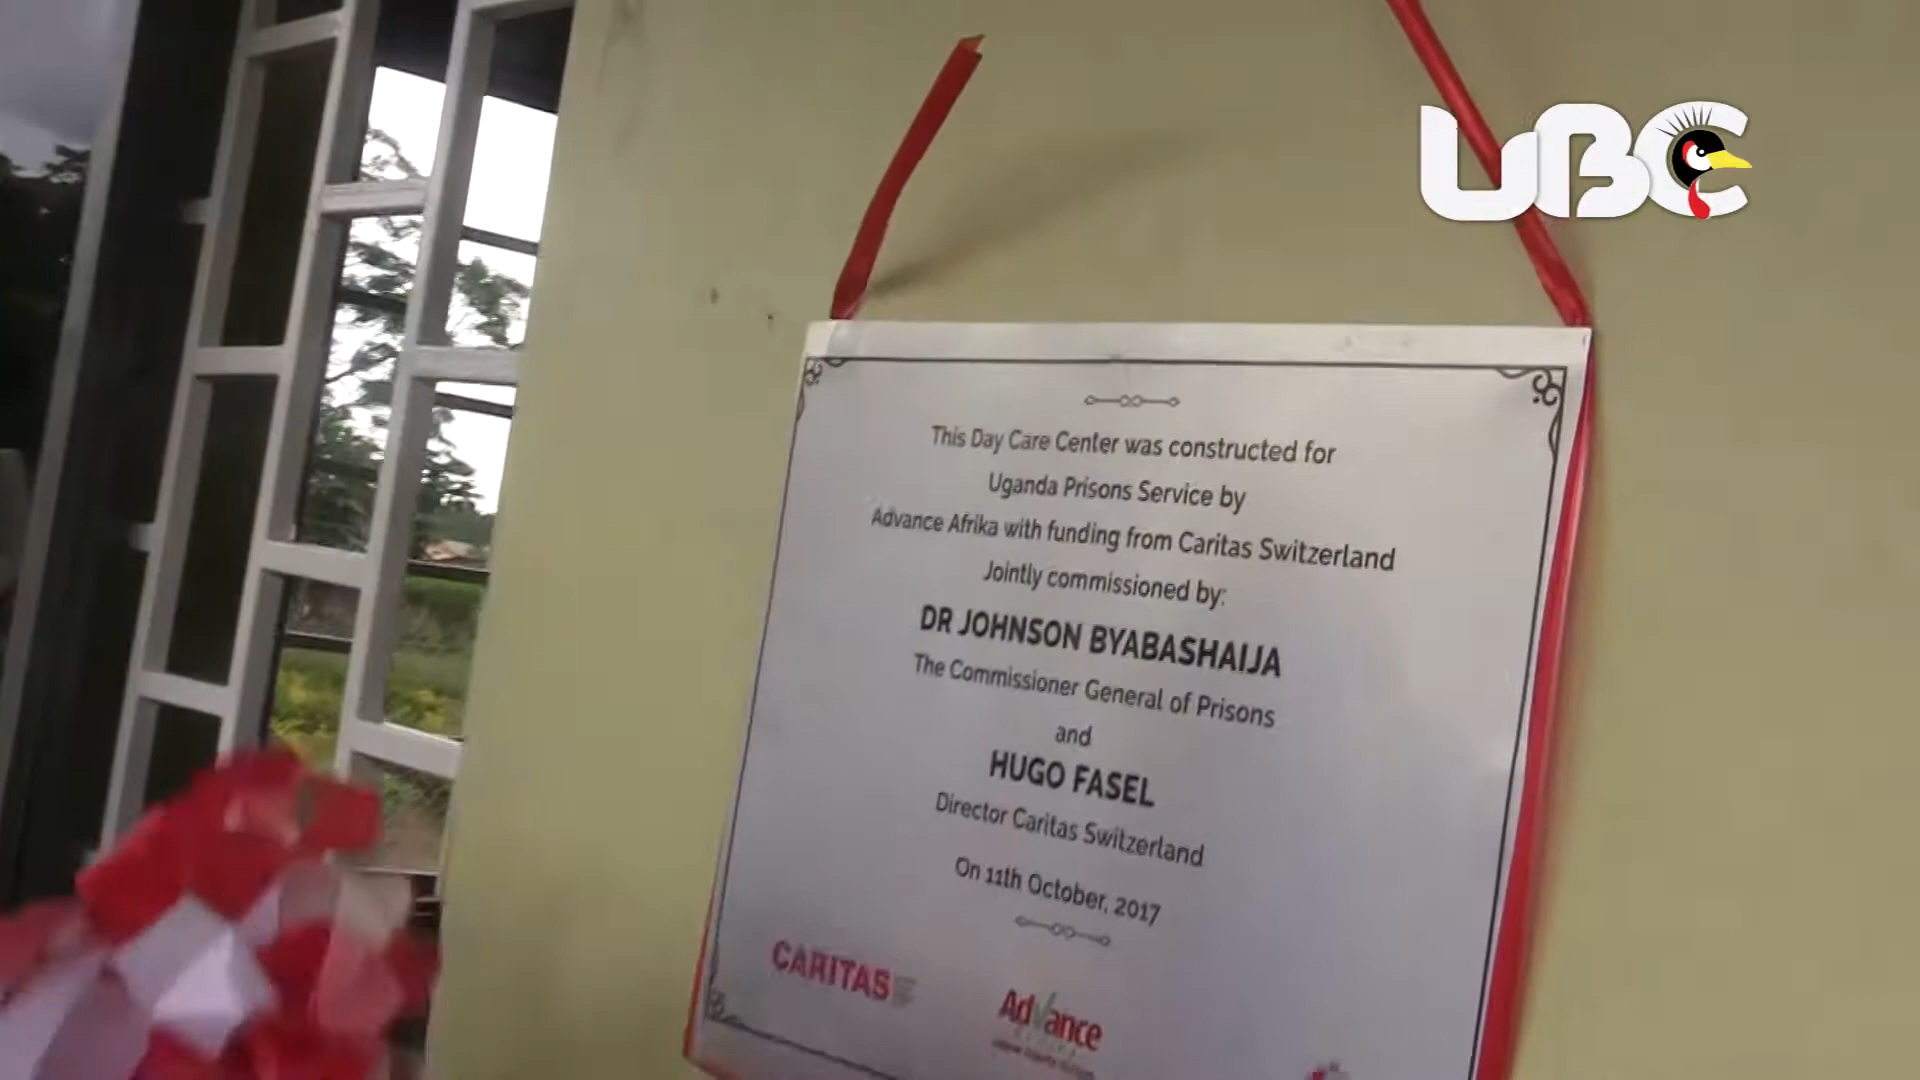 UBC
This Day Care Center was constructed for
Uganda Prisons Service by
Advance Afrika with funding from Caritas Switzerland
Jointly commissioned by:
DR JOHNSON BYABASHAIJA
The Commissioner General of Prisons
and
HUGO FASEL
Director Caritas Switzerland
On 11th October, 2017
CARITAS
Advance